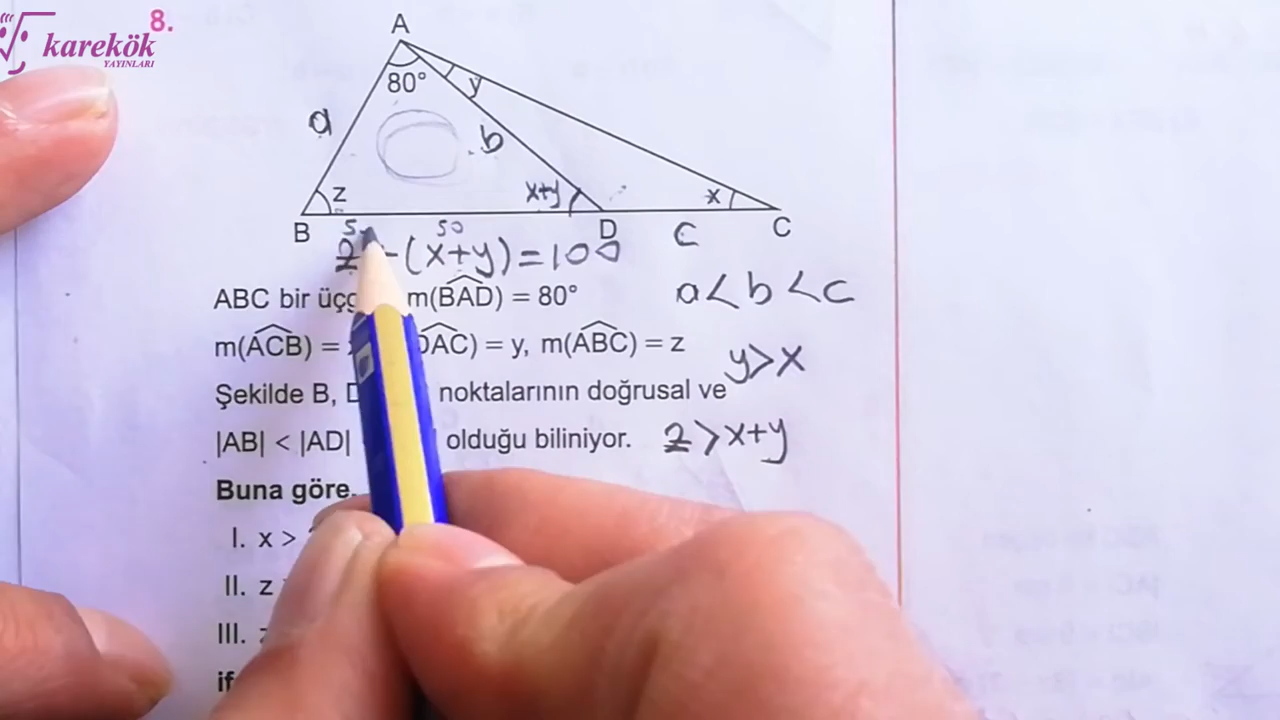 8.
karekök
YAYINLARI
A
80°
y
a
b
z
x+y
x
B
D
C
C
50
z+(x+y)=100
ABC bir m(BAD) = 80°
a<b<c
m(ACB) = DAC) = y, m(ABC) = z
y>x
Şekilde B, noktalarının doğrusal ve
|AB| < |AD| olduğu biliniyor.
z>x+y
Buna göre,
I. x >
II. z
III.